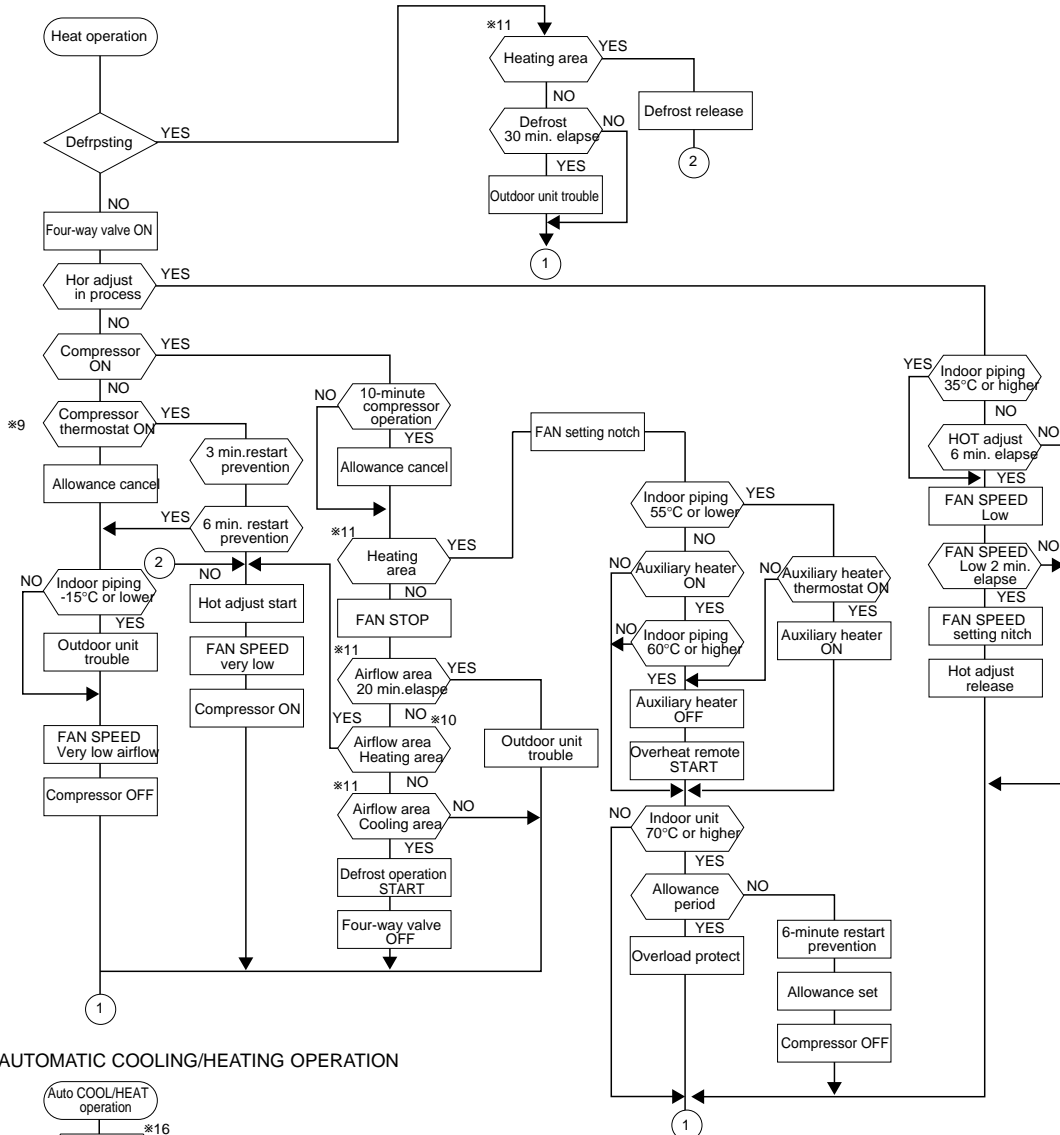 Heat operation
Defrpsting
YES
NO
Four-way valve ON
Hor adjust
in process
YES
NO
Compressor
ON
YES
NO
※9
Compressor
thermostat ON
YES
Allowance cancel
NO
Indoor piping
-15°C or lower
YES
Outdoor unit
trouble
FAN SPEED
Very low airflow
Compressor OFF
1
3 min.restart
prevention
YES
6 min. restart
prevention
2
NO
Hot adjust start
FAN SPEED
very low
Compressor ON
※11
Heating area
YES
NO
Defrost
30 min. elapse
NO
YES
Outdoor unit trouble
1
Defrost release
2
NO
10-minute
compressor
operation
YES
Allowance cancel
※11
Heating
area
YES
NO
FAN STOP
※11
Airflow area
20 min.elaspe
YES
NO
※10
YES
Airflow area
Heating area
NO
※11
Airflow area
Cooling area
NO
YES
Defrost operation
START
Four-way valve
OFF
Outdoor unit
trouble
FAN setting notch
Indoor piping
55°C or lower
YES
NO
NO
Auxiliary heater
ON
YES
NO
Indoor piping
60°C or higher
YES
Auxiliary heater
OFF
Overheat remote
START
NO
Auxiliary heater
thermostat ON
YES
Auxiliary heater
ON
NO
Indoor unit
70°C or higher
YES
Allowance
period
NO
YES
Overload protect
6-minute restart
prevention
Allowance set
Compressor OFF
1
YES
Indoor piping
35°C or higher
NO
HOT adjust
6 min. elapse
NO
YES
FAN SPEED
Low
FAN SPEED
Low 2 min.
elapse
NO
YES
FAN SPEED
setting nitch
Hot adjust
release
AUTOMATIC COOLING/HEATING OPERATION
Auto COOL/HEAT
operation
※16